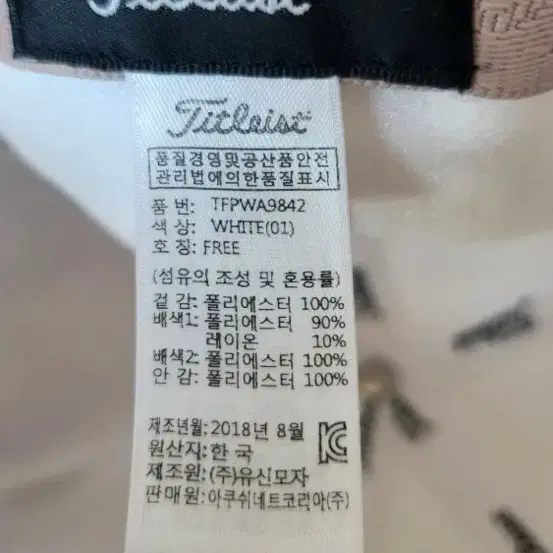 Titleist
Titleist
품질경영및공산품안전
관리법에의한품질표시
품 번: TFPWA9842
색 상: WHITE(01)
호 칭: FREE
(섬유의 조성 및 혼용률)
겉 감: 폴리에스터 100%
배색1: 폴리에스터 90%
레이온 10%
배색2: 폴리에스터 100%
안 감: 폴리에스터 100%
제조년월: 2018년 8월
원산지: 한 국
제조원: (주)유신모자
판매원: 아쿠쉬네트코리아(주)